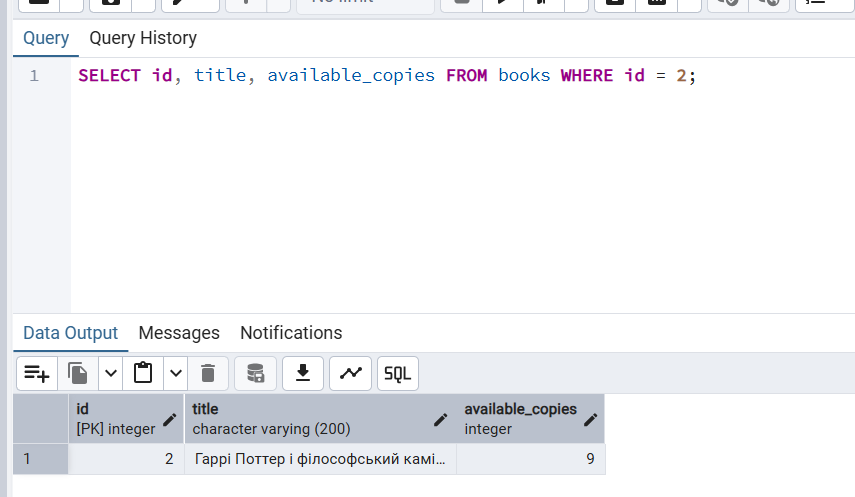 Query Query History
1 SELECT id, title, available_copies FROM books WHERE id = 2;
Data Output Messages Notifications
SQL
id title available_copies
[PK] integer character varying (200) integer
1 2 Гаррі Поттер і філософський камі… 9